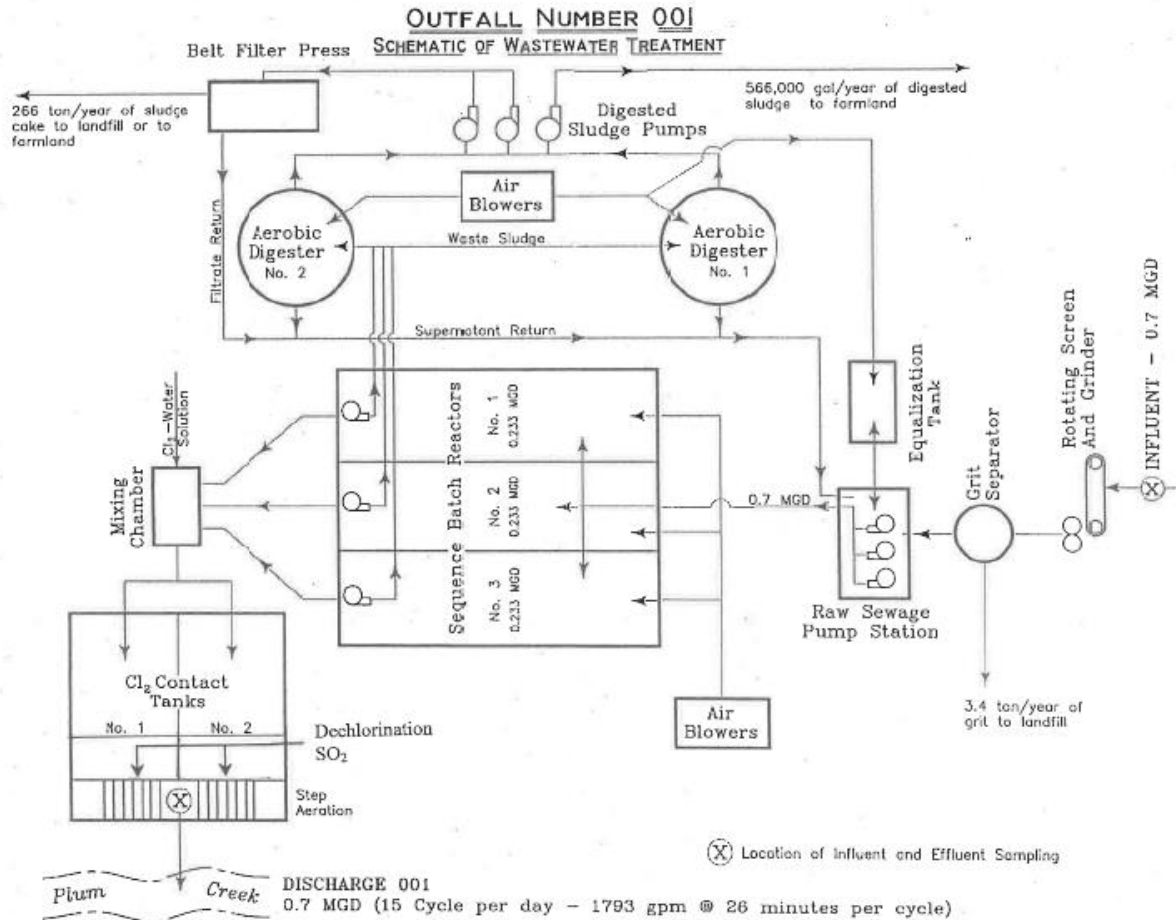 OUTFALL NUMBER 001
SCHEMATIC OF WASTEWATER TREATMENT
Belt Filter Press
266 ton/year of sludge
cake to landfill or to
farmland
566,000 gal/year of digested
sludge to farmland
Digested
Sludge Pumps
Air
Blowers
Aerobic
Digester
No. 2
Waste Sludge
Aerobic
Digester
No. 1
Filtrate Return
Supernatant Return
Cl₂-Water
Solution
Mixing
Chamber
Sequence Batch Reactors
No. 1
0.233 MGD
No. 2
0.233 MGD
No. 3
0.233 MGD
0.7 MGD
Equalization
Tank
Raw Sewage
Pump Station
Grit
Separator
Rotating Screen
And Grinder
INFLUENT - 0.7 MGD
X
3.4 ton/year of
grit to landfill
Air
Blowers
Cl₂ Contact
Tanks
No. 1
No. 2
Dechlorination
SO₂
X
Step
Aeration
X Location of Influent and Effluent Sampling
Plum Creek
DISCHARGE 001
0.7 MGD (15 Cycle per day - 1793 gpm @ 26 minutes per cycle)